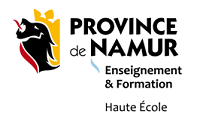 PROVINCE
de NAMUR
Enseignement
& Formation
Haute École